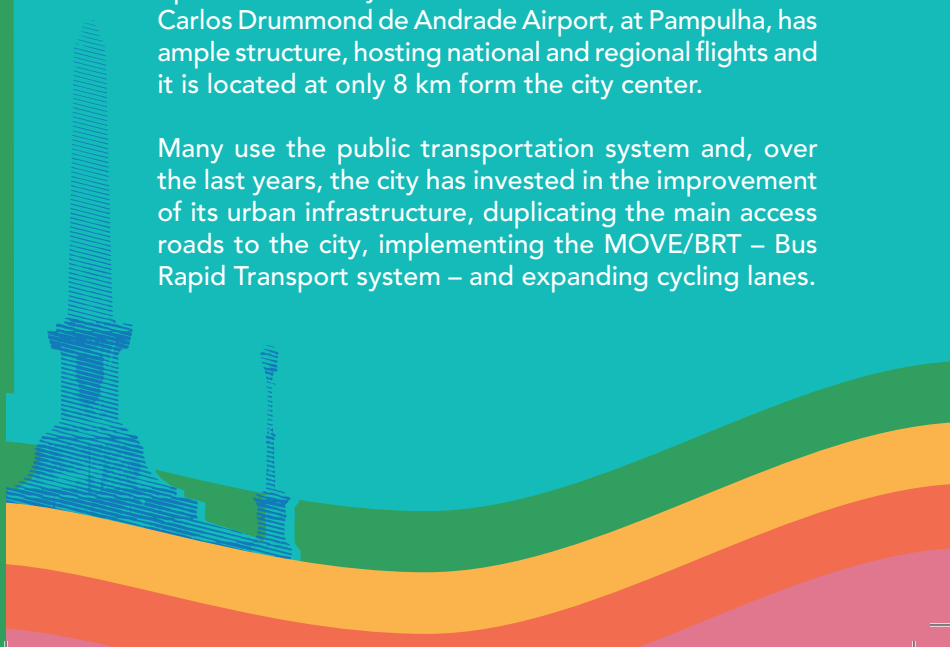 Carlos Drummond de Andrade Airport, at Pampulha, has
ample structure, hosting national and regional flights and
it is located at only 8 km form the city center.
Many use the public transportation system and, over
the last years, the city has invested in the improvement
of its urban infrastructure, duplicating the main access
roads to the city, implementing the MOVE/BRT – Bus
Rapid Transport system – and expanding cycling lanes.